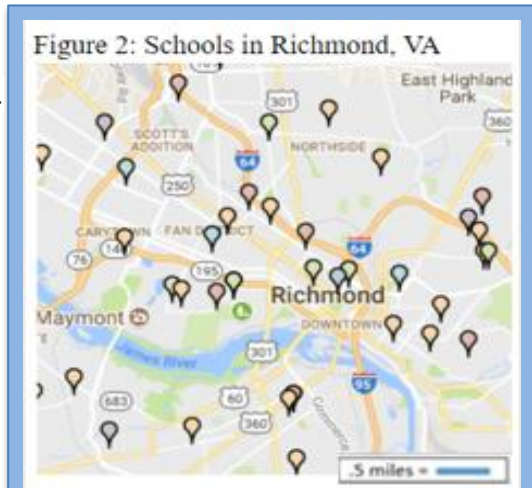 Figure 2: Schools in Richmond, VA
East Highland
Park
301
360
SCOTT'S
ADDITION
NORTHSIDE
64
250
CARYTOWN
FAN DISTRICT
64
76
195
Richmond
Maymont
DOWNTOWN
James River
301
95
60
683
360
Commerce
.5 miles =